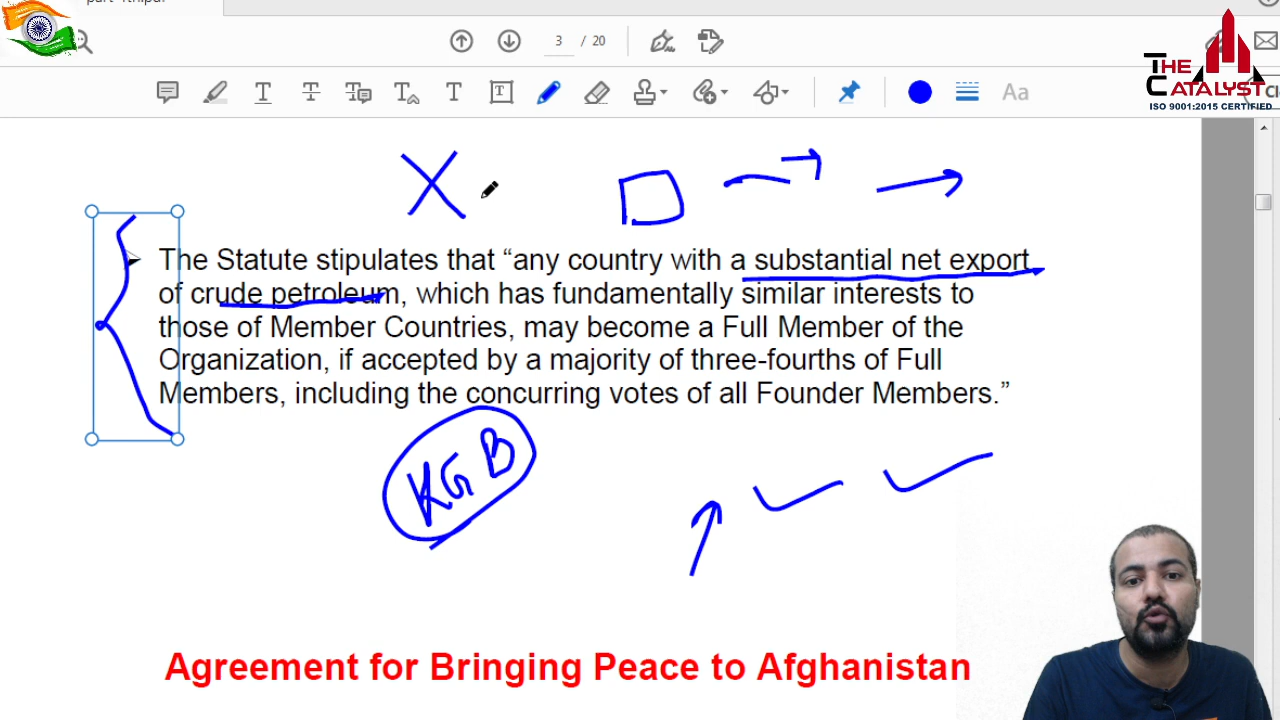 3 / 20
THE
CATALYST
ISO 9001:2015 CERTIFIED
Aa
X
The Statute stipulates that “any country with a substantial net export
of crude petroleum, which has fundamentally similar interests to
those of Member Countries, may become a Full Member of the
Organization, if accepted by a majority of three-fourths of Full
Members, including the concurring votes of all Founder Members.”
KGB
Agreement for Bringing Peace to Afghanistan